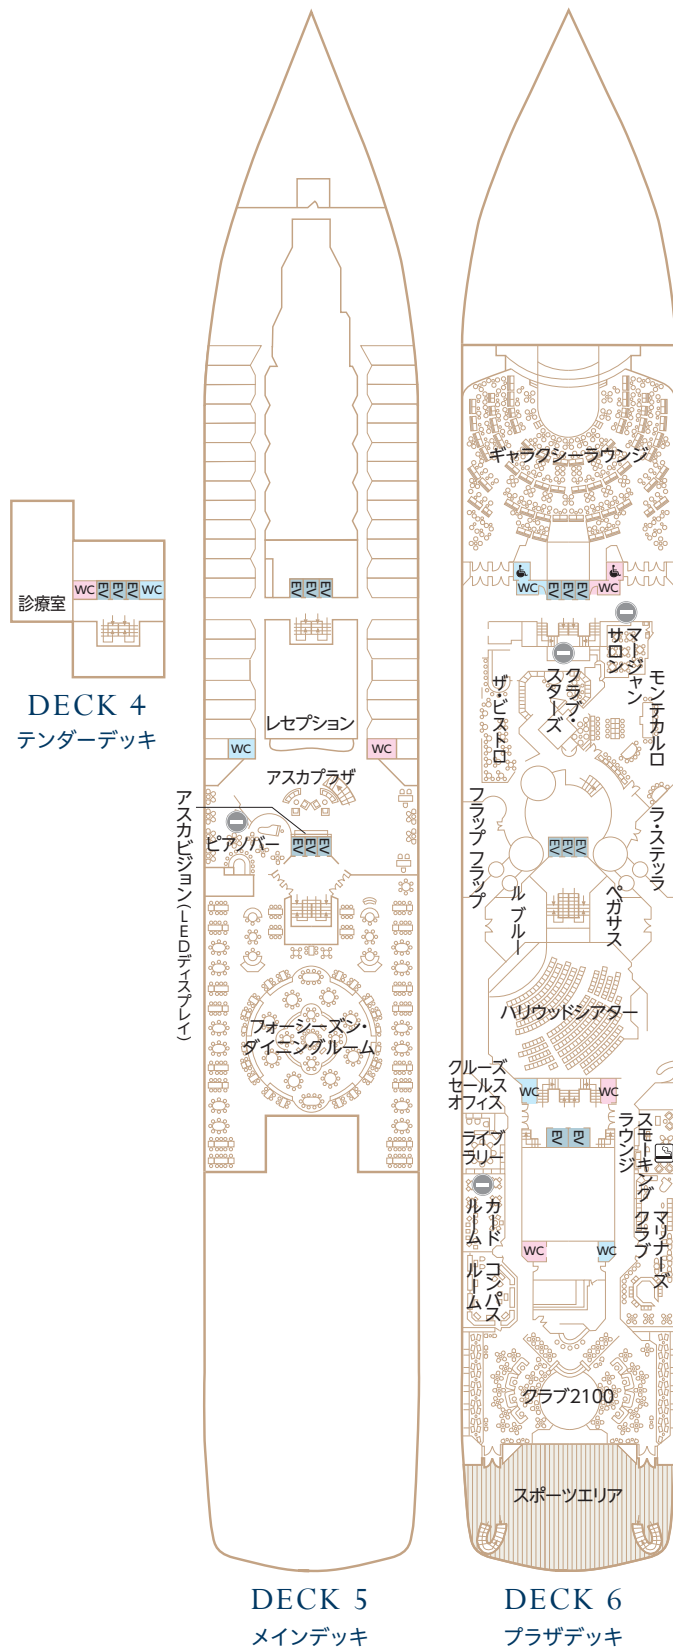 WC
EV
EV
EV
WC
診療室
DECK 4
テンダーデッキ
EV
EV
EV
レセプション
WC
WC
アスカプラザ
アスカビジョン(LEDディスプレイ)
ピアノバー
EV
EV
EV
フォーシーズン・
ダイニングルーム
DECK 5
メインデッキ
ギャラクシーラウンジ
WC
EV
EV
EV
WC
マージャン
サロン
クラブ・
スターズ
ザ・ビストロ
モンテカルロ
フラップ フラップ
EV
EV
EV
ラ・ステッラ
ル ブルー
ペガサス
ハリウッドシアター
クルーズ
セールス
オフィス
WC
WC
ライブ
ラリー
EV
EV
スモーキング
ラウンジ
カード
ルーム
WC
WC
マリナーズ
クラブ
コンパス
ルーム
クラブ2100
スポーツエリア
DECK 6
プラザデッキ